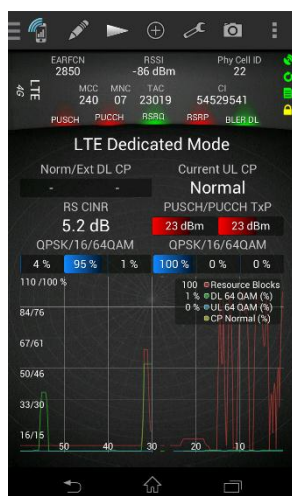 EARFCN RSSI Phy Cell ID
2850 -86 dBm 22
4G LTE
MCC MNC TAC CI
240 07 23019 54529541
PUSCH PUCCH RSRQ RSRP BLER DL
LTE Dedicated Mode
Norm/Ext DL CP Current UL CP
- - Normal
RS CINR PUSCH/PUCCH TxP
5.2 dB 23 dBm 23 dBm
QPSK/16/64QAM QPSK/16/64QAM
4 % 95 % 1 % 100 % 0 % 0 %
110 /100 % 100 Resource Blocks
1 % DL 64 QAM (%)
84/76 0 % UL 64 QAM (%)
CP Normal (%)
67/61
50/46
33/30
16/15
50 40 30 20 10